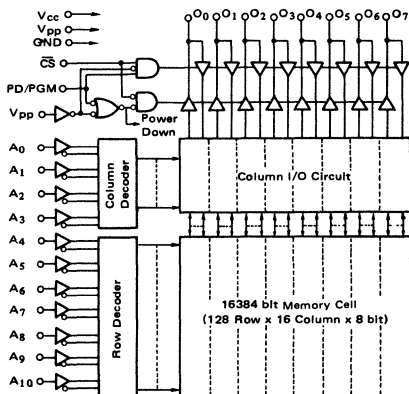 Vcc
Vpp
GND
CS
PD/PGM
Vpp
Power
Down
O0 O1 O2 O3 O4 O5 O6 O7
A0
A1
A2
A3
A4
A5
A6
A7
A8
A9
A10
Column
Decoder
Row Decoder
Column I/O Circuit
16384 bit Memory Cell
(128 Row x 16 Column x 8 bit)